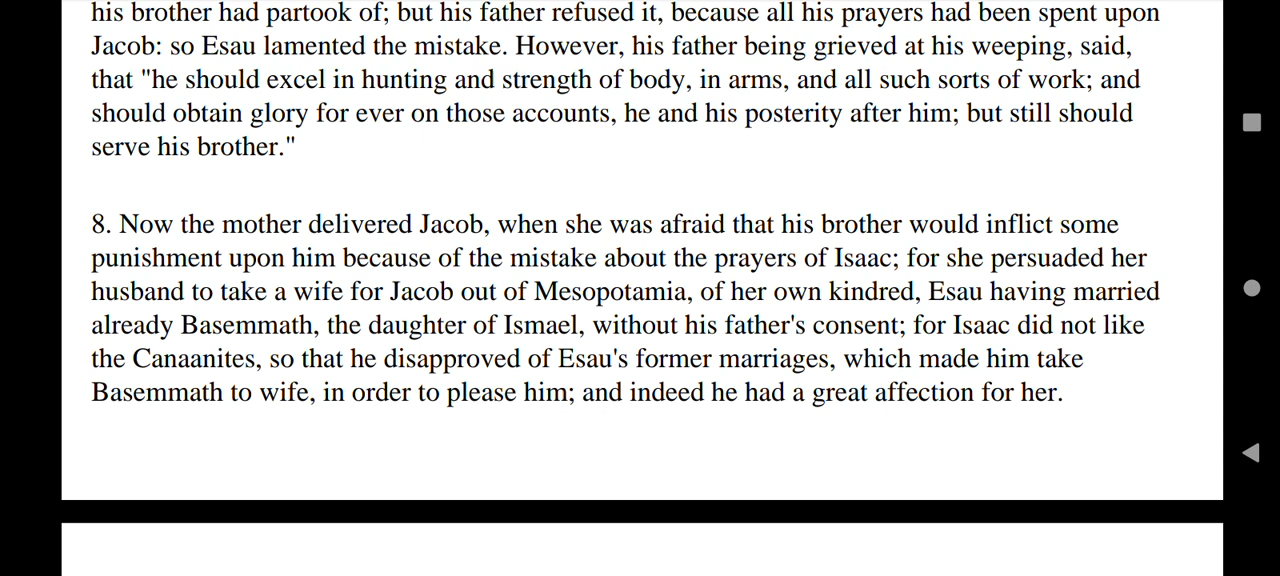 his brother had partook of; but his father refused it, because all his prayers had been spent upon
Jacob: so Esau lamented the mistake. However, his father being grieved at his weeping, said,
that "he should excel in hunting and strength of body, in arms, and all such sorts of work; and
should obtain glory for ever on those accounts, he and his posterity after him; but still should
serve his brother."
8. Now the mother delivered Jacob, when she was afraid that his brother would inflict some
punishment upon him because of the mistake about the prayers of Isaac; for she persuaded her
husband to take a wife for Jacob out of Mesopotamia, of her own kindred, Esau having married
already Basemmath, the daughter of Ismael, without his father's consent; for Isaac did not like
the Canaanites, so that he disapproved of Esau's former marriages, which made him take
Basemmath to wife, in order to please him; and indeed he had a great affection for her.